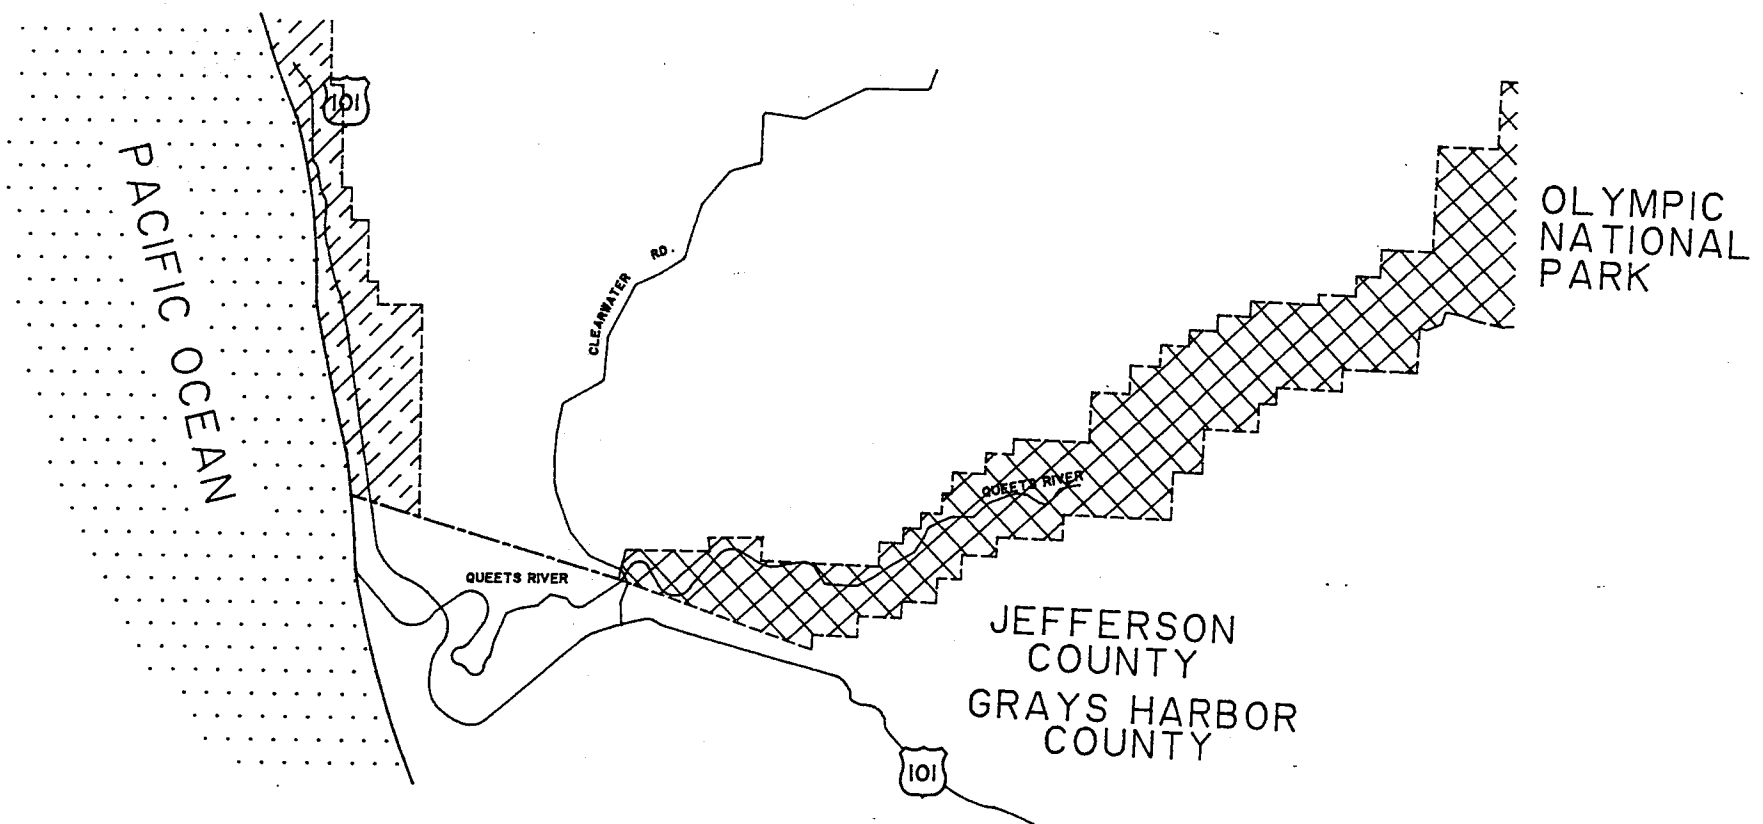 101
PACIFIC OCEAN
CLEARWATER RD.
OLYMPIC
NATIONAL
PARK
QUEETS RIVER
QUEETS RIVER
JEFFERSON
COUNTY
GRAYS HARBOR
COUNTY
101